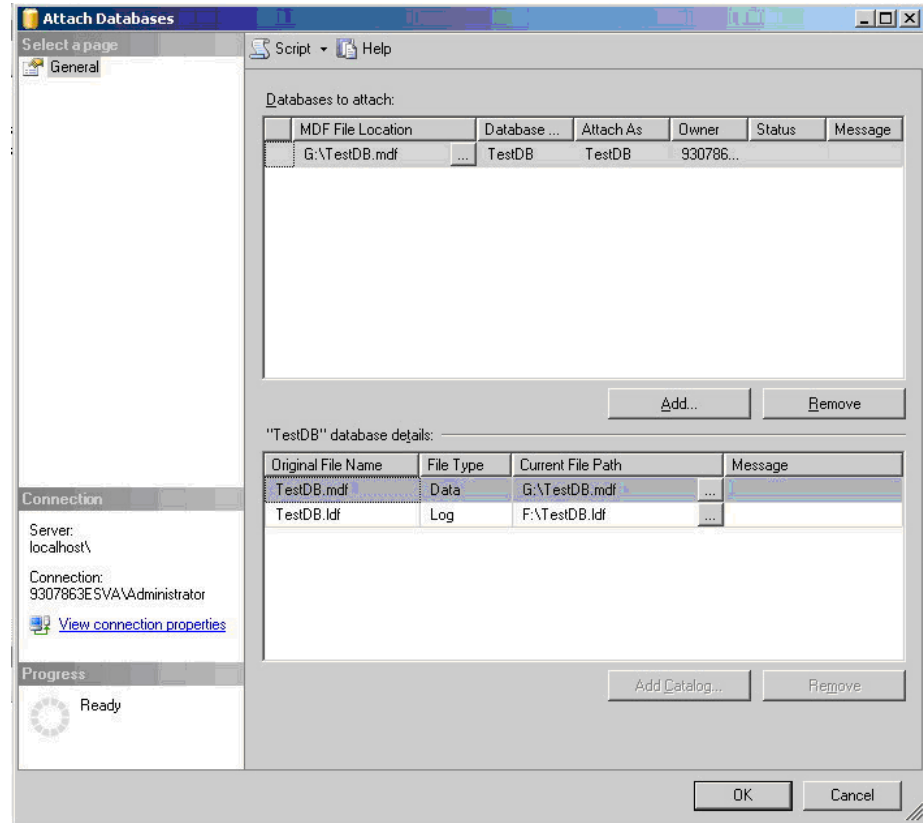 Attach Databases
Select a page
General
Script Help
Databases to attach:
MDF File Location Database ... Attach As Owner Status Message
G:\TestDB.mdf ... TestDB TestDB 930786...
Add... Remove
"TestDB" database details:
Original File Name File Type Current File Path Message
TestDB.mdf Data G:\TestDB.mdf ...
TestDB.ldf Log F:\TestDB.ldf ...
Connection
Server:
localhost\
Connection:
9307863ESVA\Administrator
View connection properties
Progress
Ready
Add Catalog... Remove
OK Cancel